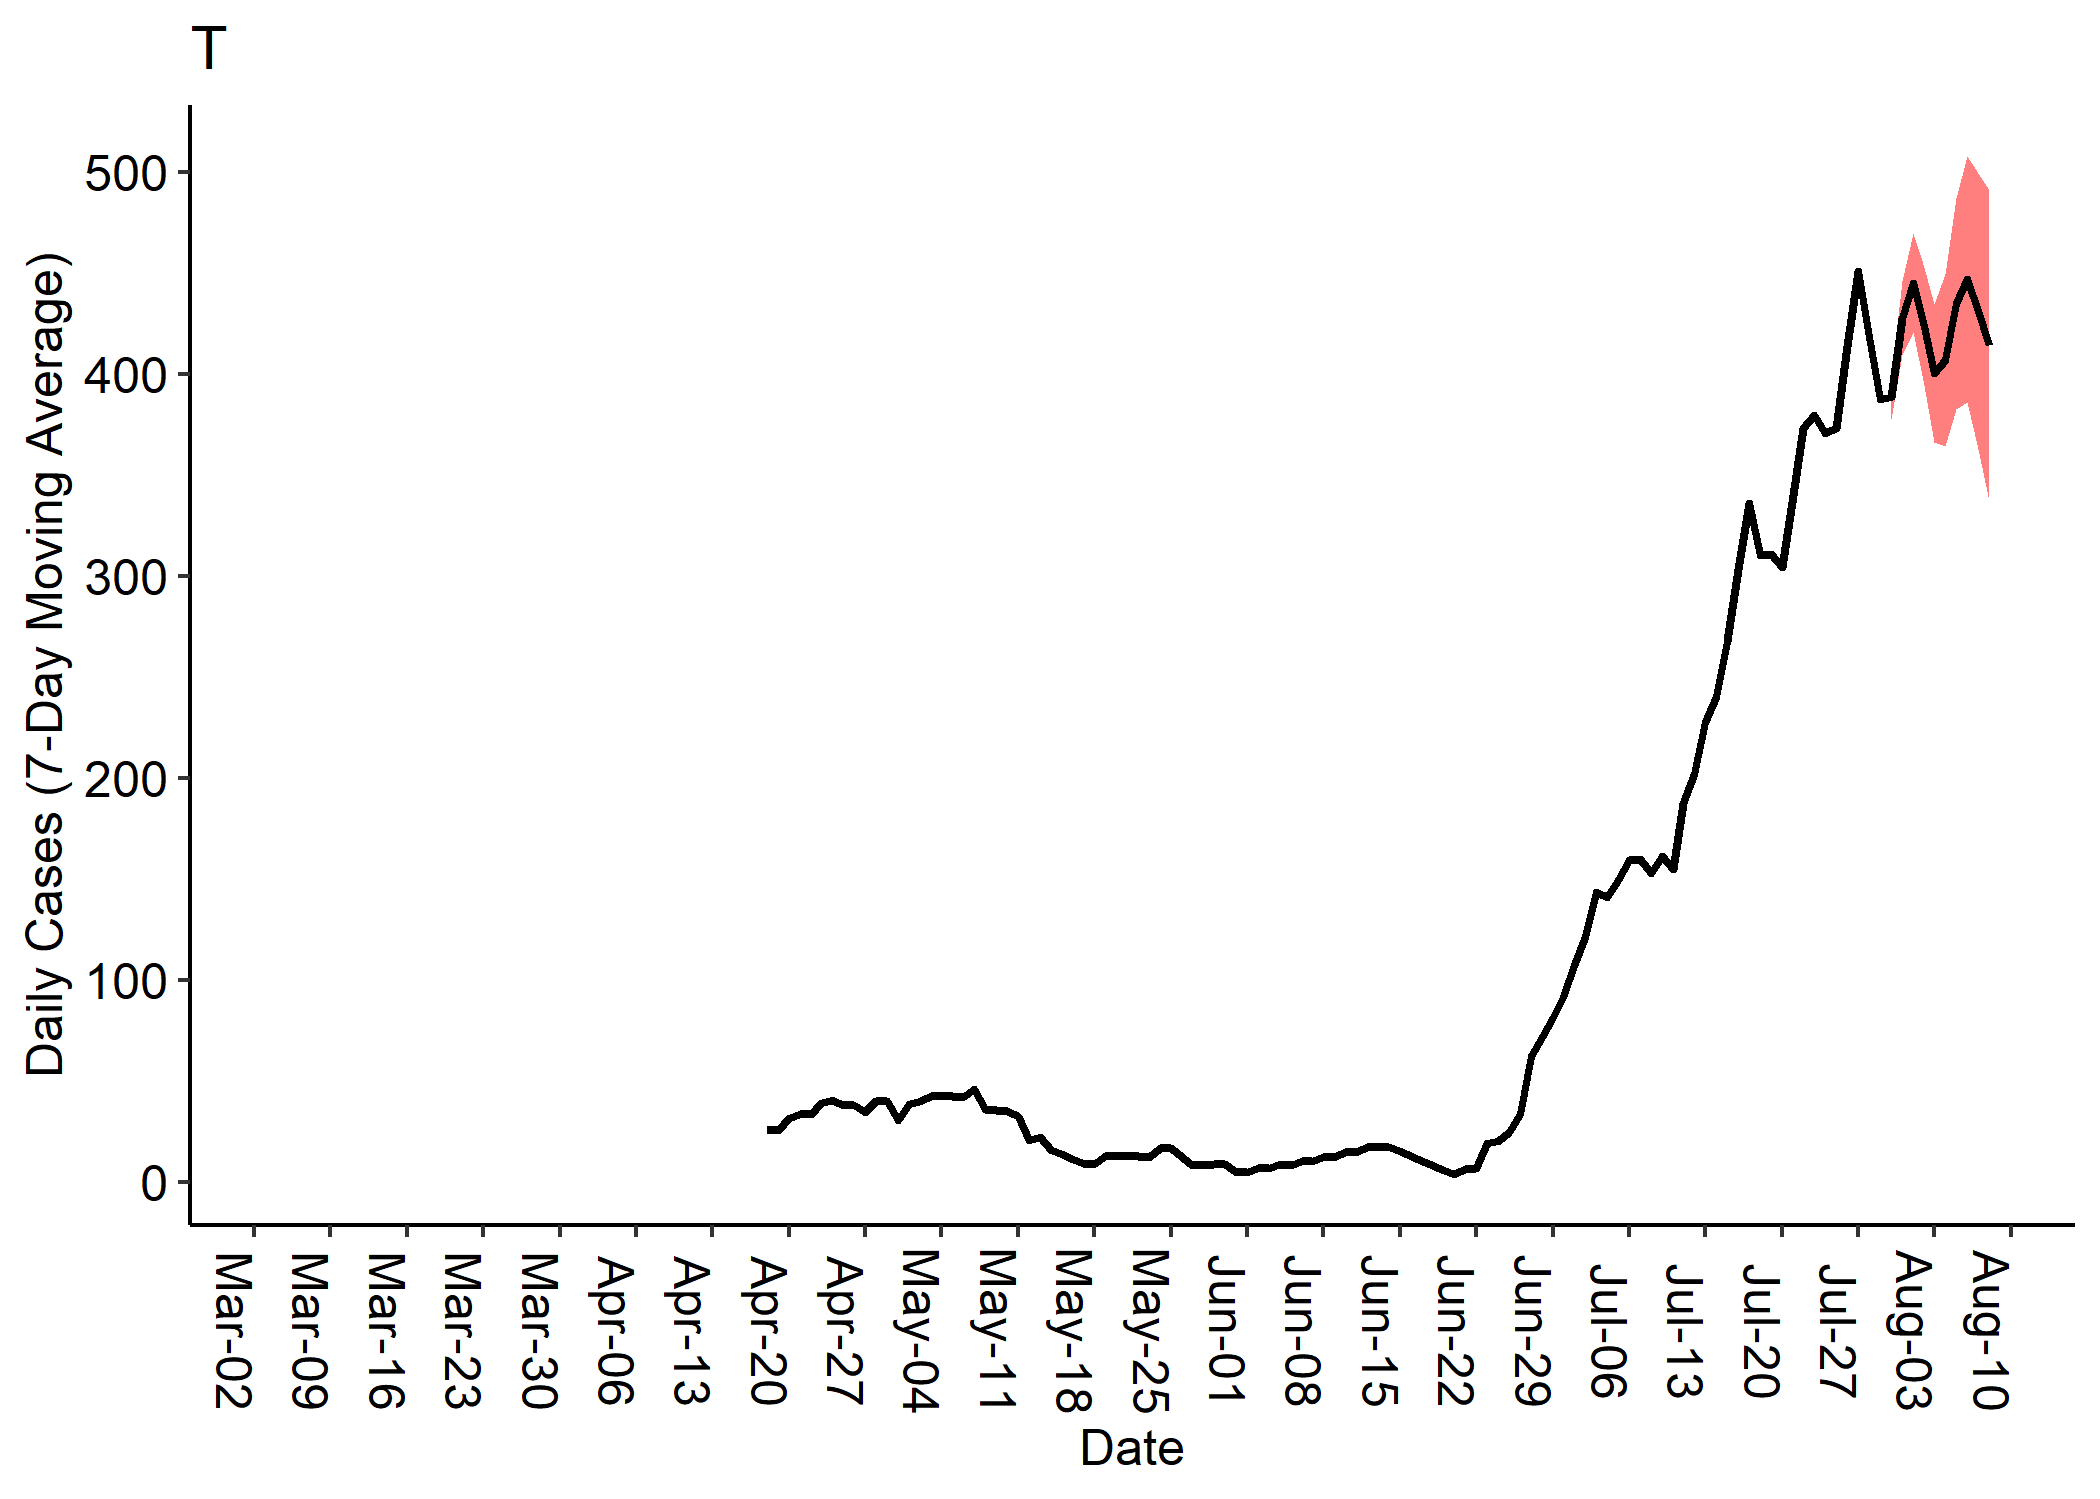 T
Daily Cases (7-Day Moving Average)
500
400
300
200
100
0
Mar-02
Mar-09
Mar-16
Mar-23
Mar-30
Apr-06
Apr-13
Apr-20
Apr-27
May-04
May-11
May-18
May-25
Jun-01
Jun-08
Jun-15
Jun-22
Jun-29
Jul-06
Jul-13
Jul-20
Jul-27
Aug-03
Aug-10
Date